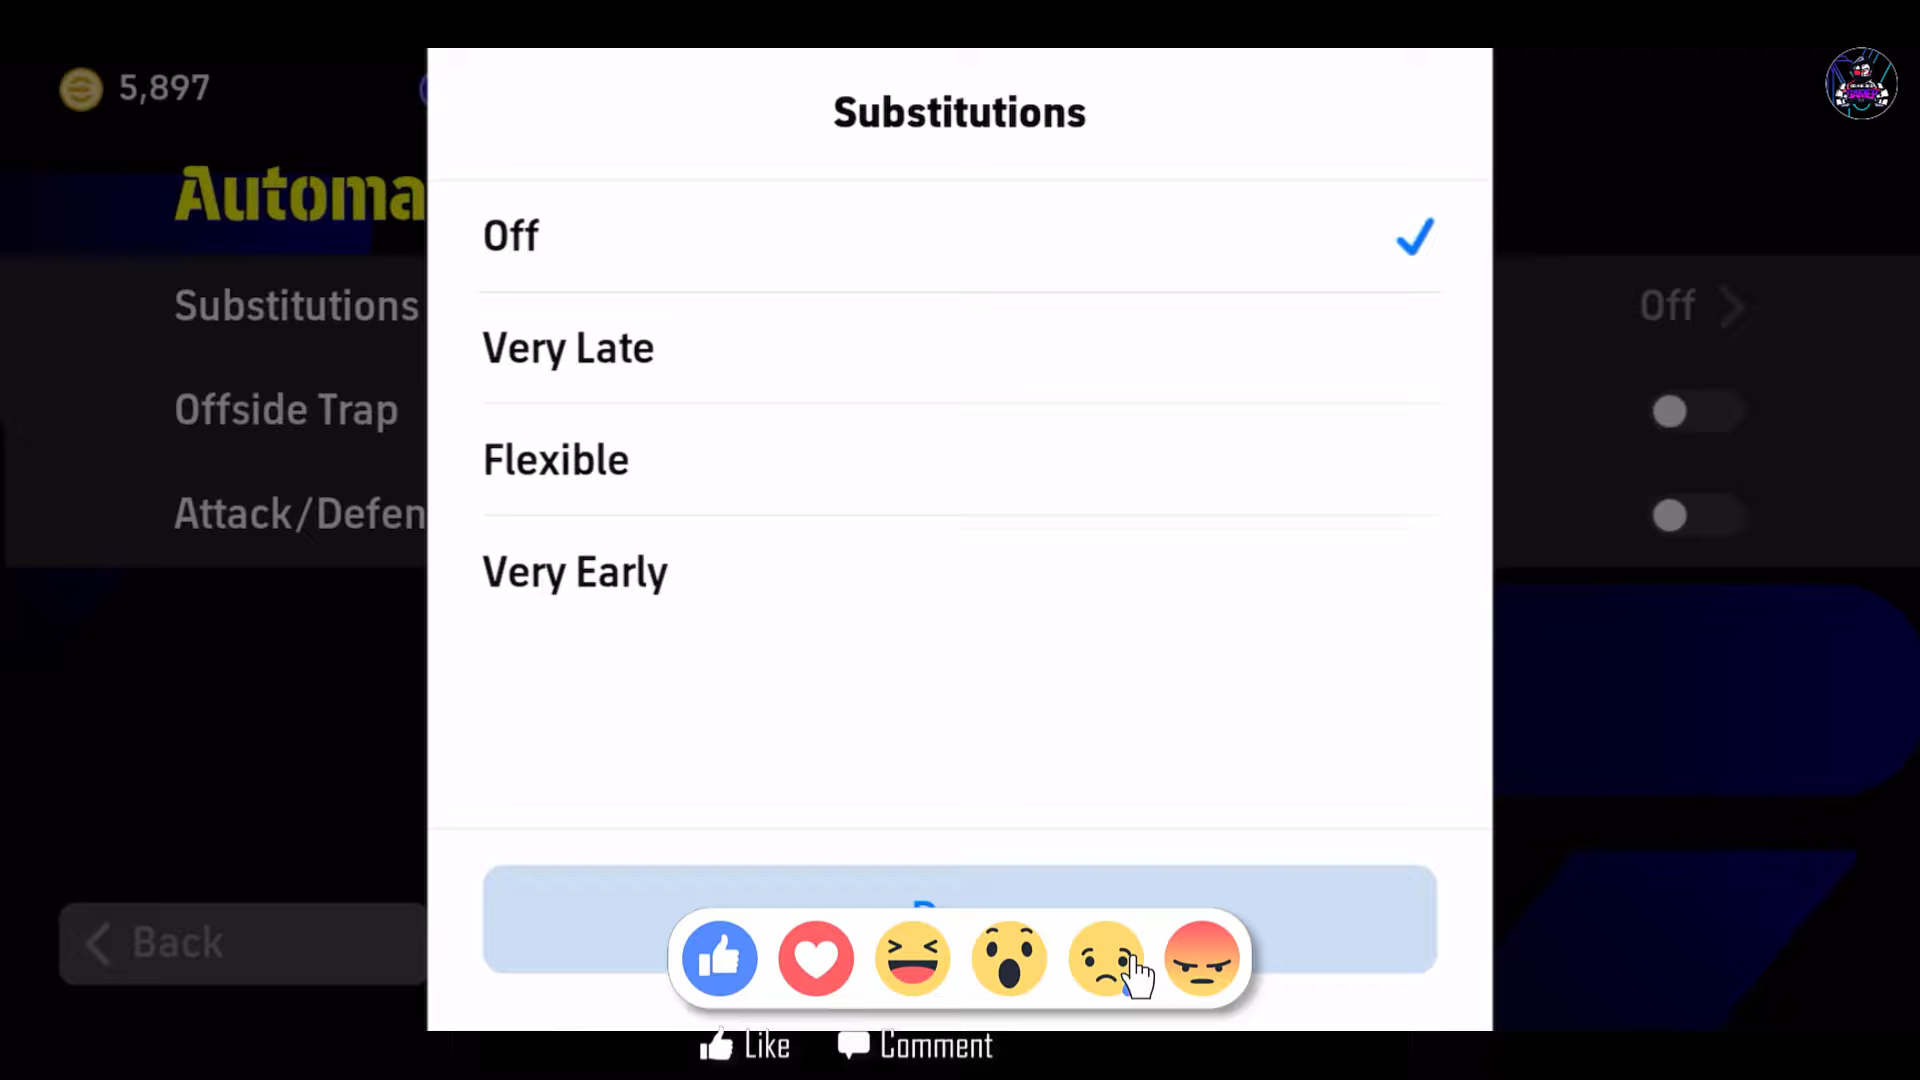 5,897
Substitutions
Automa
Off
Substitutions
Off
Very Late
Offside Trap
Flexible
Attack/Defen
Very Early
Back
Like
Comment